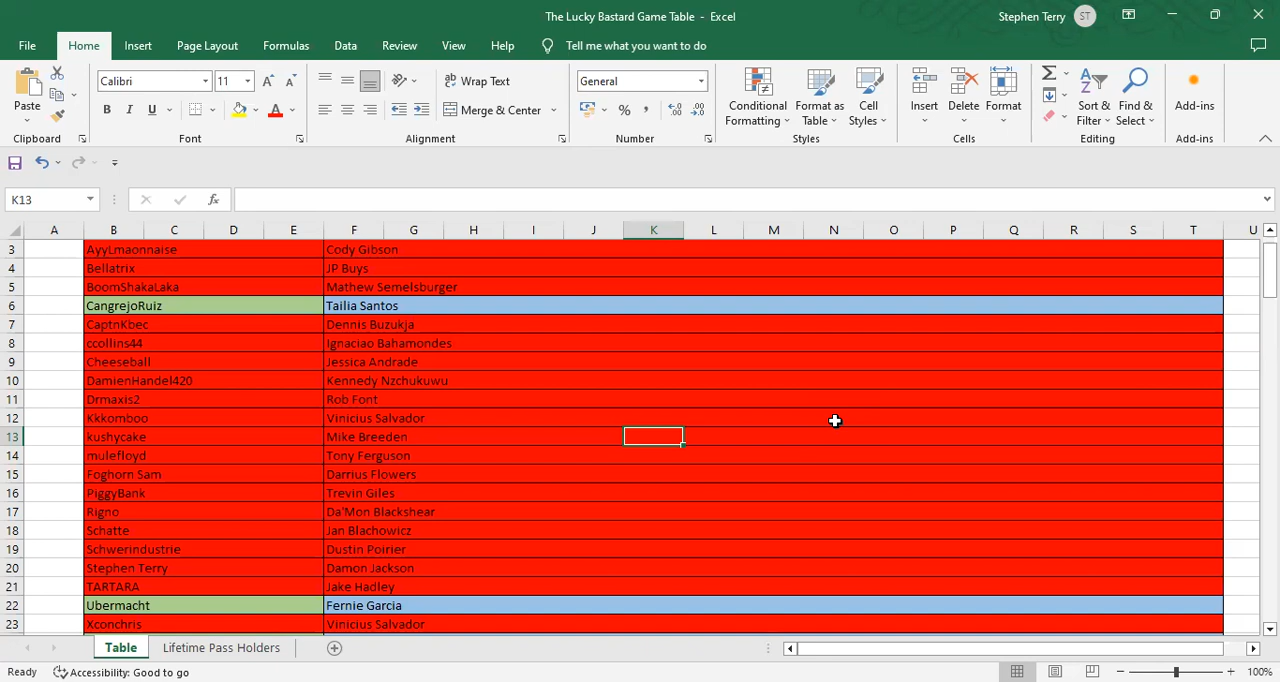 The Lucky Bastard Game Table - Excel
Stephen Terry ST
File Home Insert Page Layout Formulas Data Review View Help Tell me what you want to do
Paste
Clipboard
Calibri 11 A A
B I U A
Font
Wrap Text
Merge & Center
Alignment
General
% ,
Number
Conditional Formatting
Format as Table
Cell Styles
Styles
Insert Delete Format
Cells
Sort & Filter
Find & Select
Editing
Add-ins
Add-ins
K13 fx
A B C D E F G H I J K L M N O P Q R S T U
3 AyyLmaonnaise Cody Gibson
4 Bellatrix JP Buys
5 BoomShakaLaka Mathew Semelsburger
6 CangrejoRuiz Tailia Santos
7 CaptnKbec Dennis Buzukja
8 ccollins44 Ignaciao Bahamondes
9 Cheeseball Jessica Andrade
10 DamienHandel420 Kennedy Nzchukuwu
11 Drmaxis2 Rob Font
12 Kkkomboo Vinicius Salvador
13 kushycake Mike Breeden
14 mulefloyd Tony Ferguson
15 Foghorn Sam Darrius Flowers
16 PiggyBank Trevin Giles
17 Rigno Da'Mon Blackshear
18 Schatte Jan Blachowicz
19 Schwerindustrie Dustin Poirier
20 Stephen Terry Damon Jackson
21 TARTARA Jake Hadley
22 Ubermacht Fernie Garcia
23 Xconchris Vinicius Salvador
Table Lifetime Pass Holders
Ready Accessibility: Good to go 100%